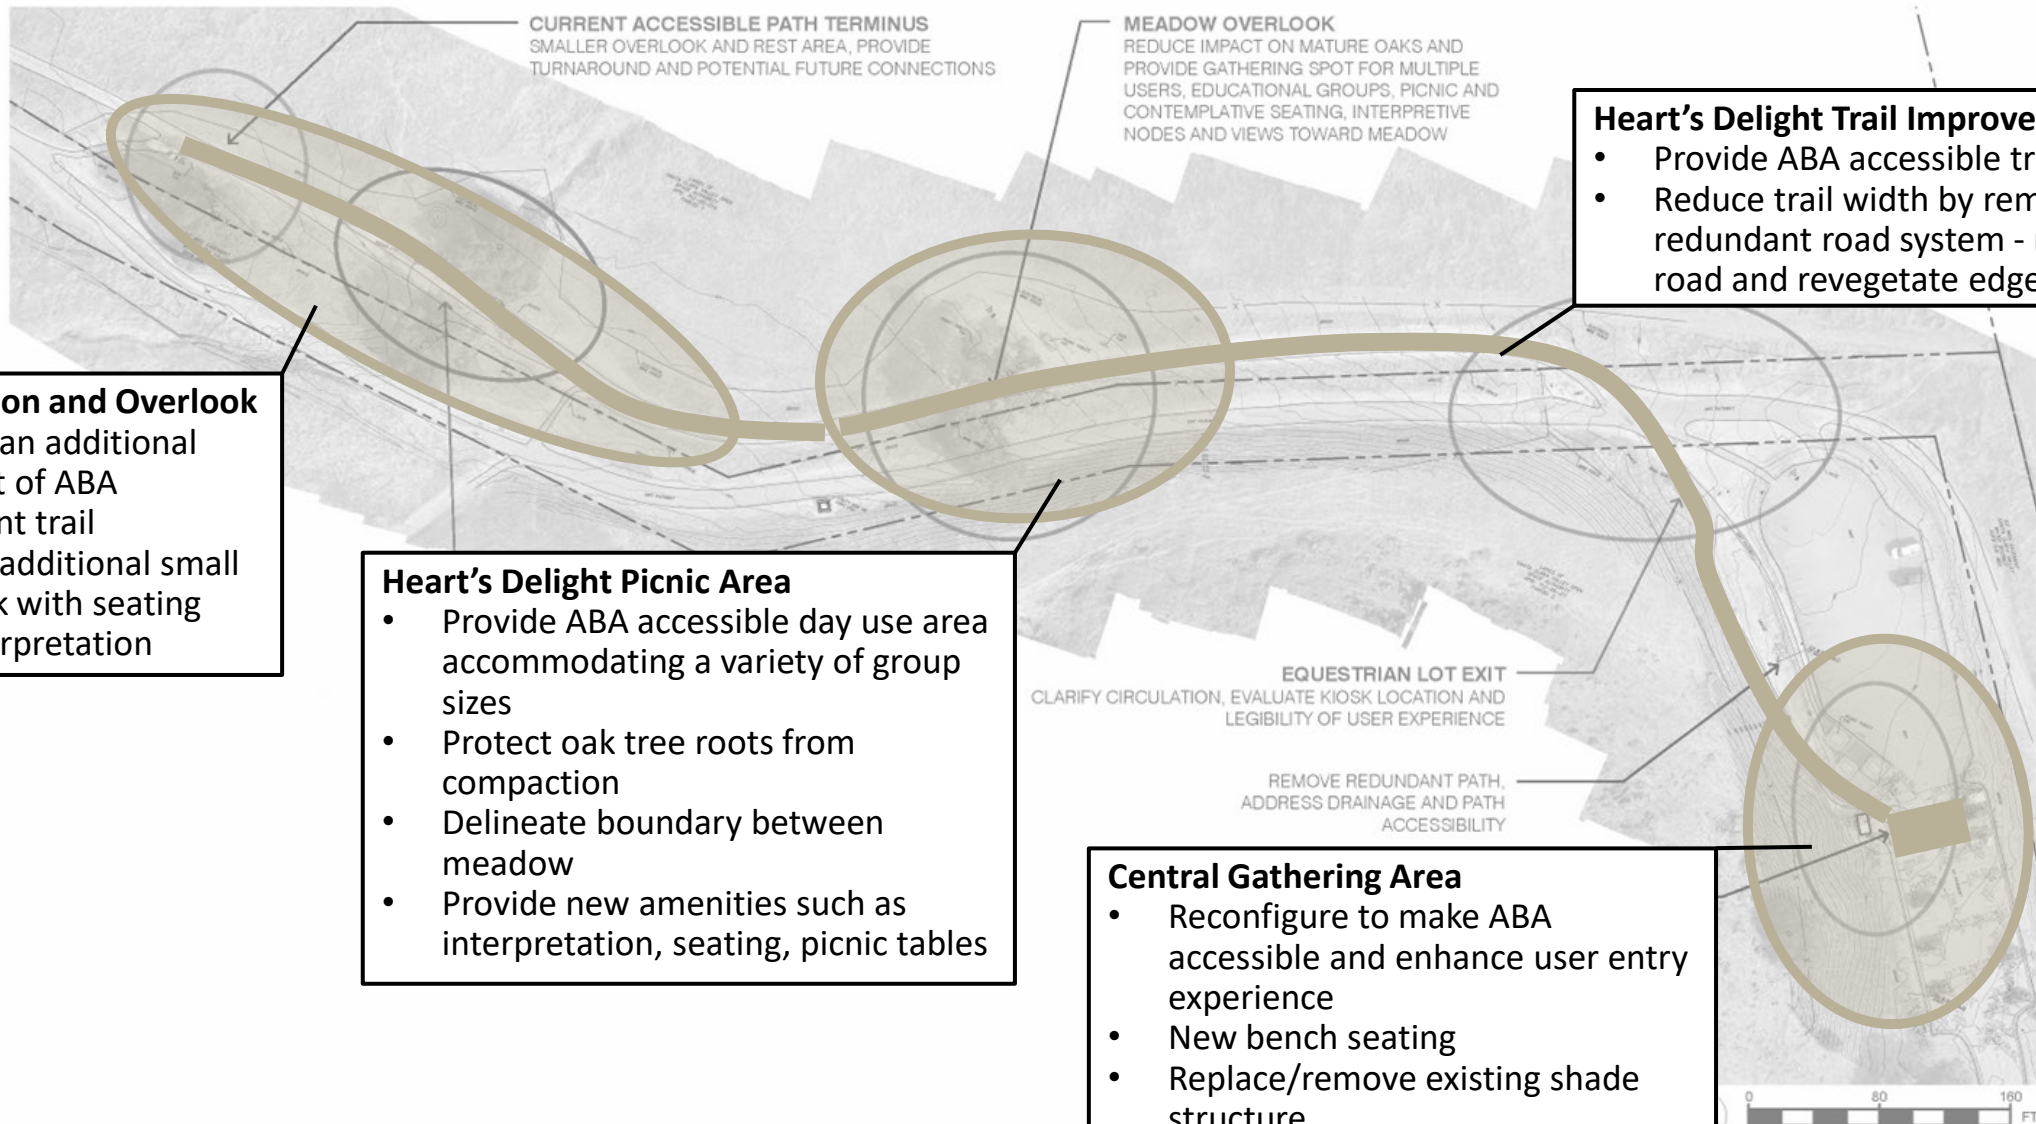 CURRENT ACCESSIBLE PATH TERMINUS
SMALLER OVERLOOK AND REST AREA, PROVIDE
TURNAROUND AND POTENTIAL FUTURE CONNECTIONS
MEADOW OVERLOOK
REDUCE IMPACT ON MATURE OAKS AND
PROVIDE GATHERING SPOT FOR MULTIPLE
USERS, EDUCATIONAL GROUPS, PICNIC AND
CONTEMPLATIVE SEATING, INTERPRETIVE
NODES AND VIEWS TOWARD MEADOW
Heart's Delight Trail Improve
• Provide ABA accessible tr
• Reduce trail width by rem
redundant road system -
road and revegetate edge
on and Overlook
an additional
t of ABA
nt trail
additional small
k with seating
rpretation
Heart's Delight Picnic Area
• Provide ABA accessible day use area
accommodating a variety of group
sizes
• Protect oak tree roots from
compaction
• Delineate boundary between
meadow
• Provide new amenities such as
interpretation, seating, picnic tables
EQUESTRIAN LOT EXIT
CLARIFY CIRCULATION, EVALUATE KIOSK LOCATION AND
LEGIBILITY OF USER EXPERIENCE
REMOVE REDUNDANT PATH,
ADDRESS DRAINAGE AND PATH
ACCESSIBILITY
Central Gathering Area
• Reconfigure to make ABA
accessible and enhance user entry
experience
• New bench seating
• Replace/remove existing shade
structure
0 80 160
FT